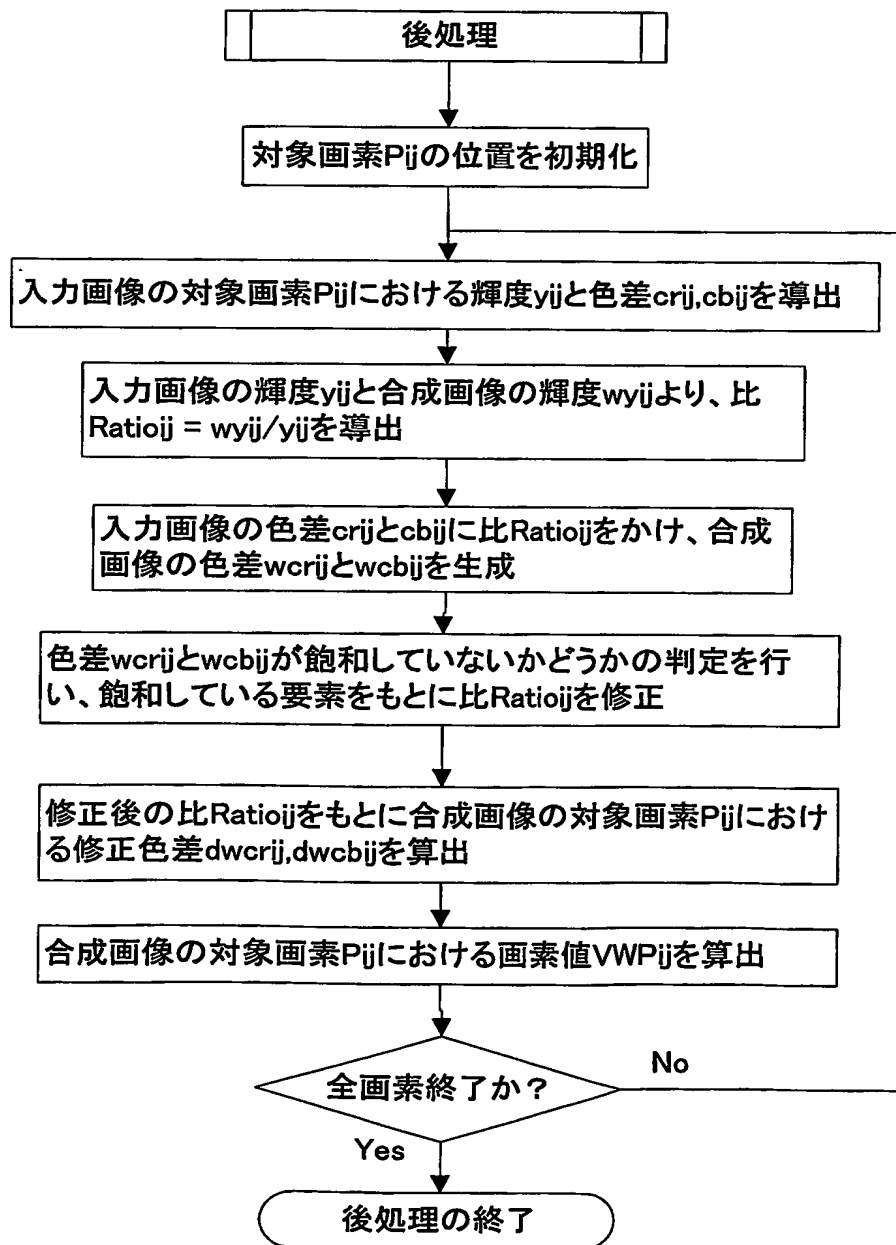 後処理
対象画素Pijの位置を初期化
入力画像の対象画素Pijにおける輝度yijと色差crij,cbijを導出
入力画像の輝度yijと合成画像の輝度wyijより、比
Ratioij = wyij/yijを導出
入力画像の色差crijとcbijに比Ratioijをかけ、合成
画像の色差wcrijとwcbijを生成
色差wcrijとwcbijが飽和していないかどうかの判定を行
い、飽和している要素をもとに比Ratioijを修正
修正後の比Ratioijをもとに合成画像の対象画素Pijにおけ
る修正色差dwcrij,dwcbijを算出
合成画像の対象画素Pijにおける画素値VWPijを算出
全画素終了か?
No
Yes
後処理の終了